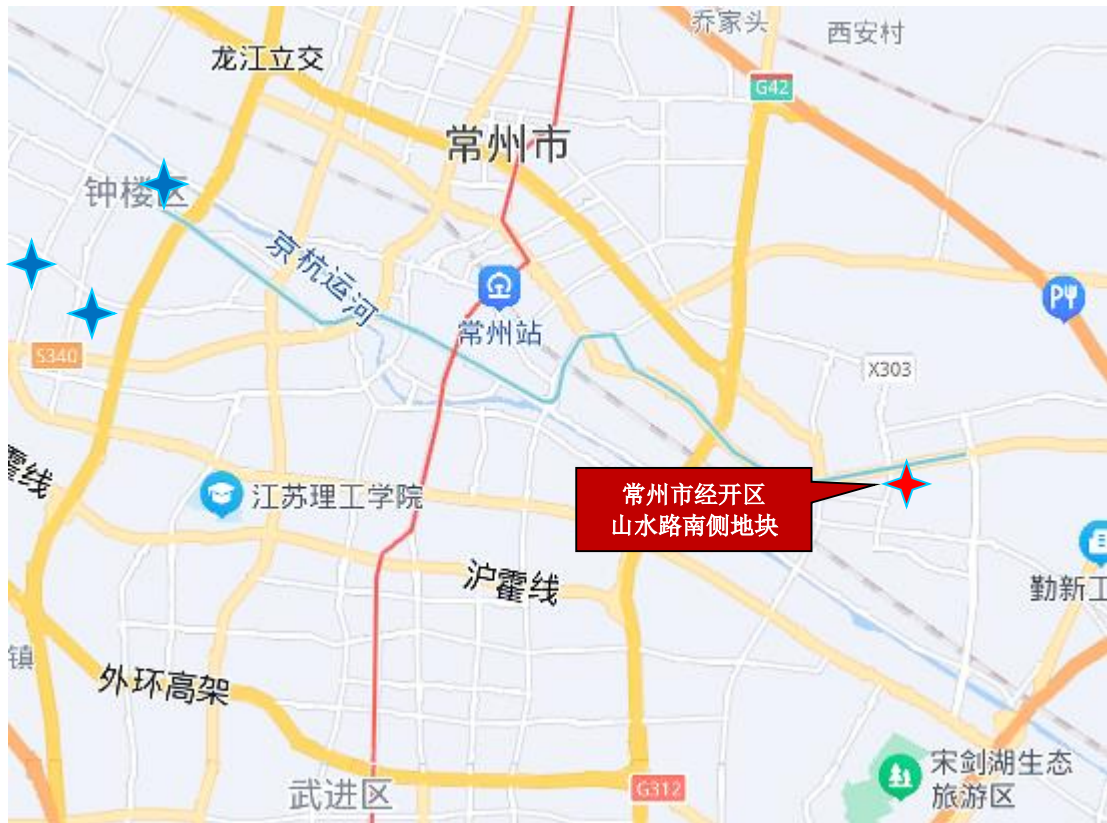 乔家头
西安村
龙江立交
G42
常州市
钟楼区
京杭运河
常州站
S340
X303
霍线
江苏理工学院
常州市经开区
山水路南侧地块
沪霍线
勤新工
镇
外环高架
宋剑湖生态
旅游区
武进区
G312